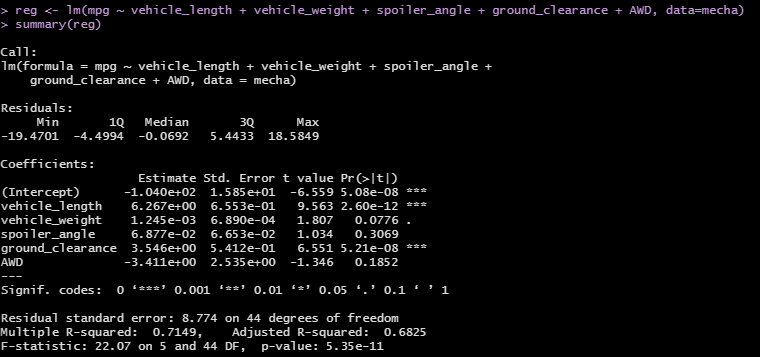 > reg <- lm(mpg ~ vehicle_length + vehicle_weight + spoiler_angle + ground_clearance + AWD, data=mecha)
> summary(reg)
Call:
lm(formula = mpg ~ vehicle_length + vehicle_weight + spoiler_angle +
    ground_clearance + AWD, data = mecha)
Residuals:
     Min       1Q   Median       3Q      Max
-19.4701  -4.4994  -0.0692   5.4433  18.5849
Coefficients:
                   Estimate Std. Error t value Pr(>|t|)
(Intercept)      -1.040e+02  1.585e+01  -6.559 5.08e-08 ***
vehicle_length    6.267e+00  6.553e-01   9.563 2.60e-12 ***
vehicle_weight    1.245e-03  6.890e-04   1.807   0.0776 .
spoiler_angle     6.877e-02  6.653e-02   1.034   0.3069
ground_clearance  3.546e+00  5.412e-01   6.551 5.21e-08 ***
AWD              -3.411e+00  2.535e+00  -1.346   0.1852
---
Signif. codes:  0 ‘***’ 0.001 ‘**’ 0.01 ‘*’ 0.05 ‘.’ 0.1 ‘ ’ 1
Residual standard error: 8.774 on 44 degrees of freedom
Multiple R-squared:  0.7149,    Adjusted R-squared:  0.6825
F-statistic: 22.07 on 5 and 44 DF,  p-value: 5.35e-11